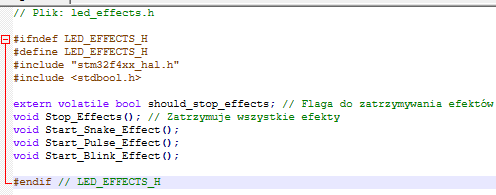 // Plik: led_effects.h
#ifndef LED_EFFECTS_H
#define LED_EFFECTS_H
#include "stm32f4xx_hal.h"
#include <stdbool.h>
extern volatile bool should_stop_effects; // Flaga do zatrzymywania efektów
void Stop_Effects(); // Zatrzymuje wszystkie efekty
void Start_Snake_Effect();
void Start_Pulse_Effect();
void Start_Blink_Effect();
#endif // LED_EFFECTS_H